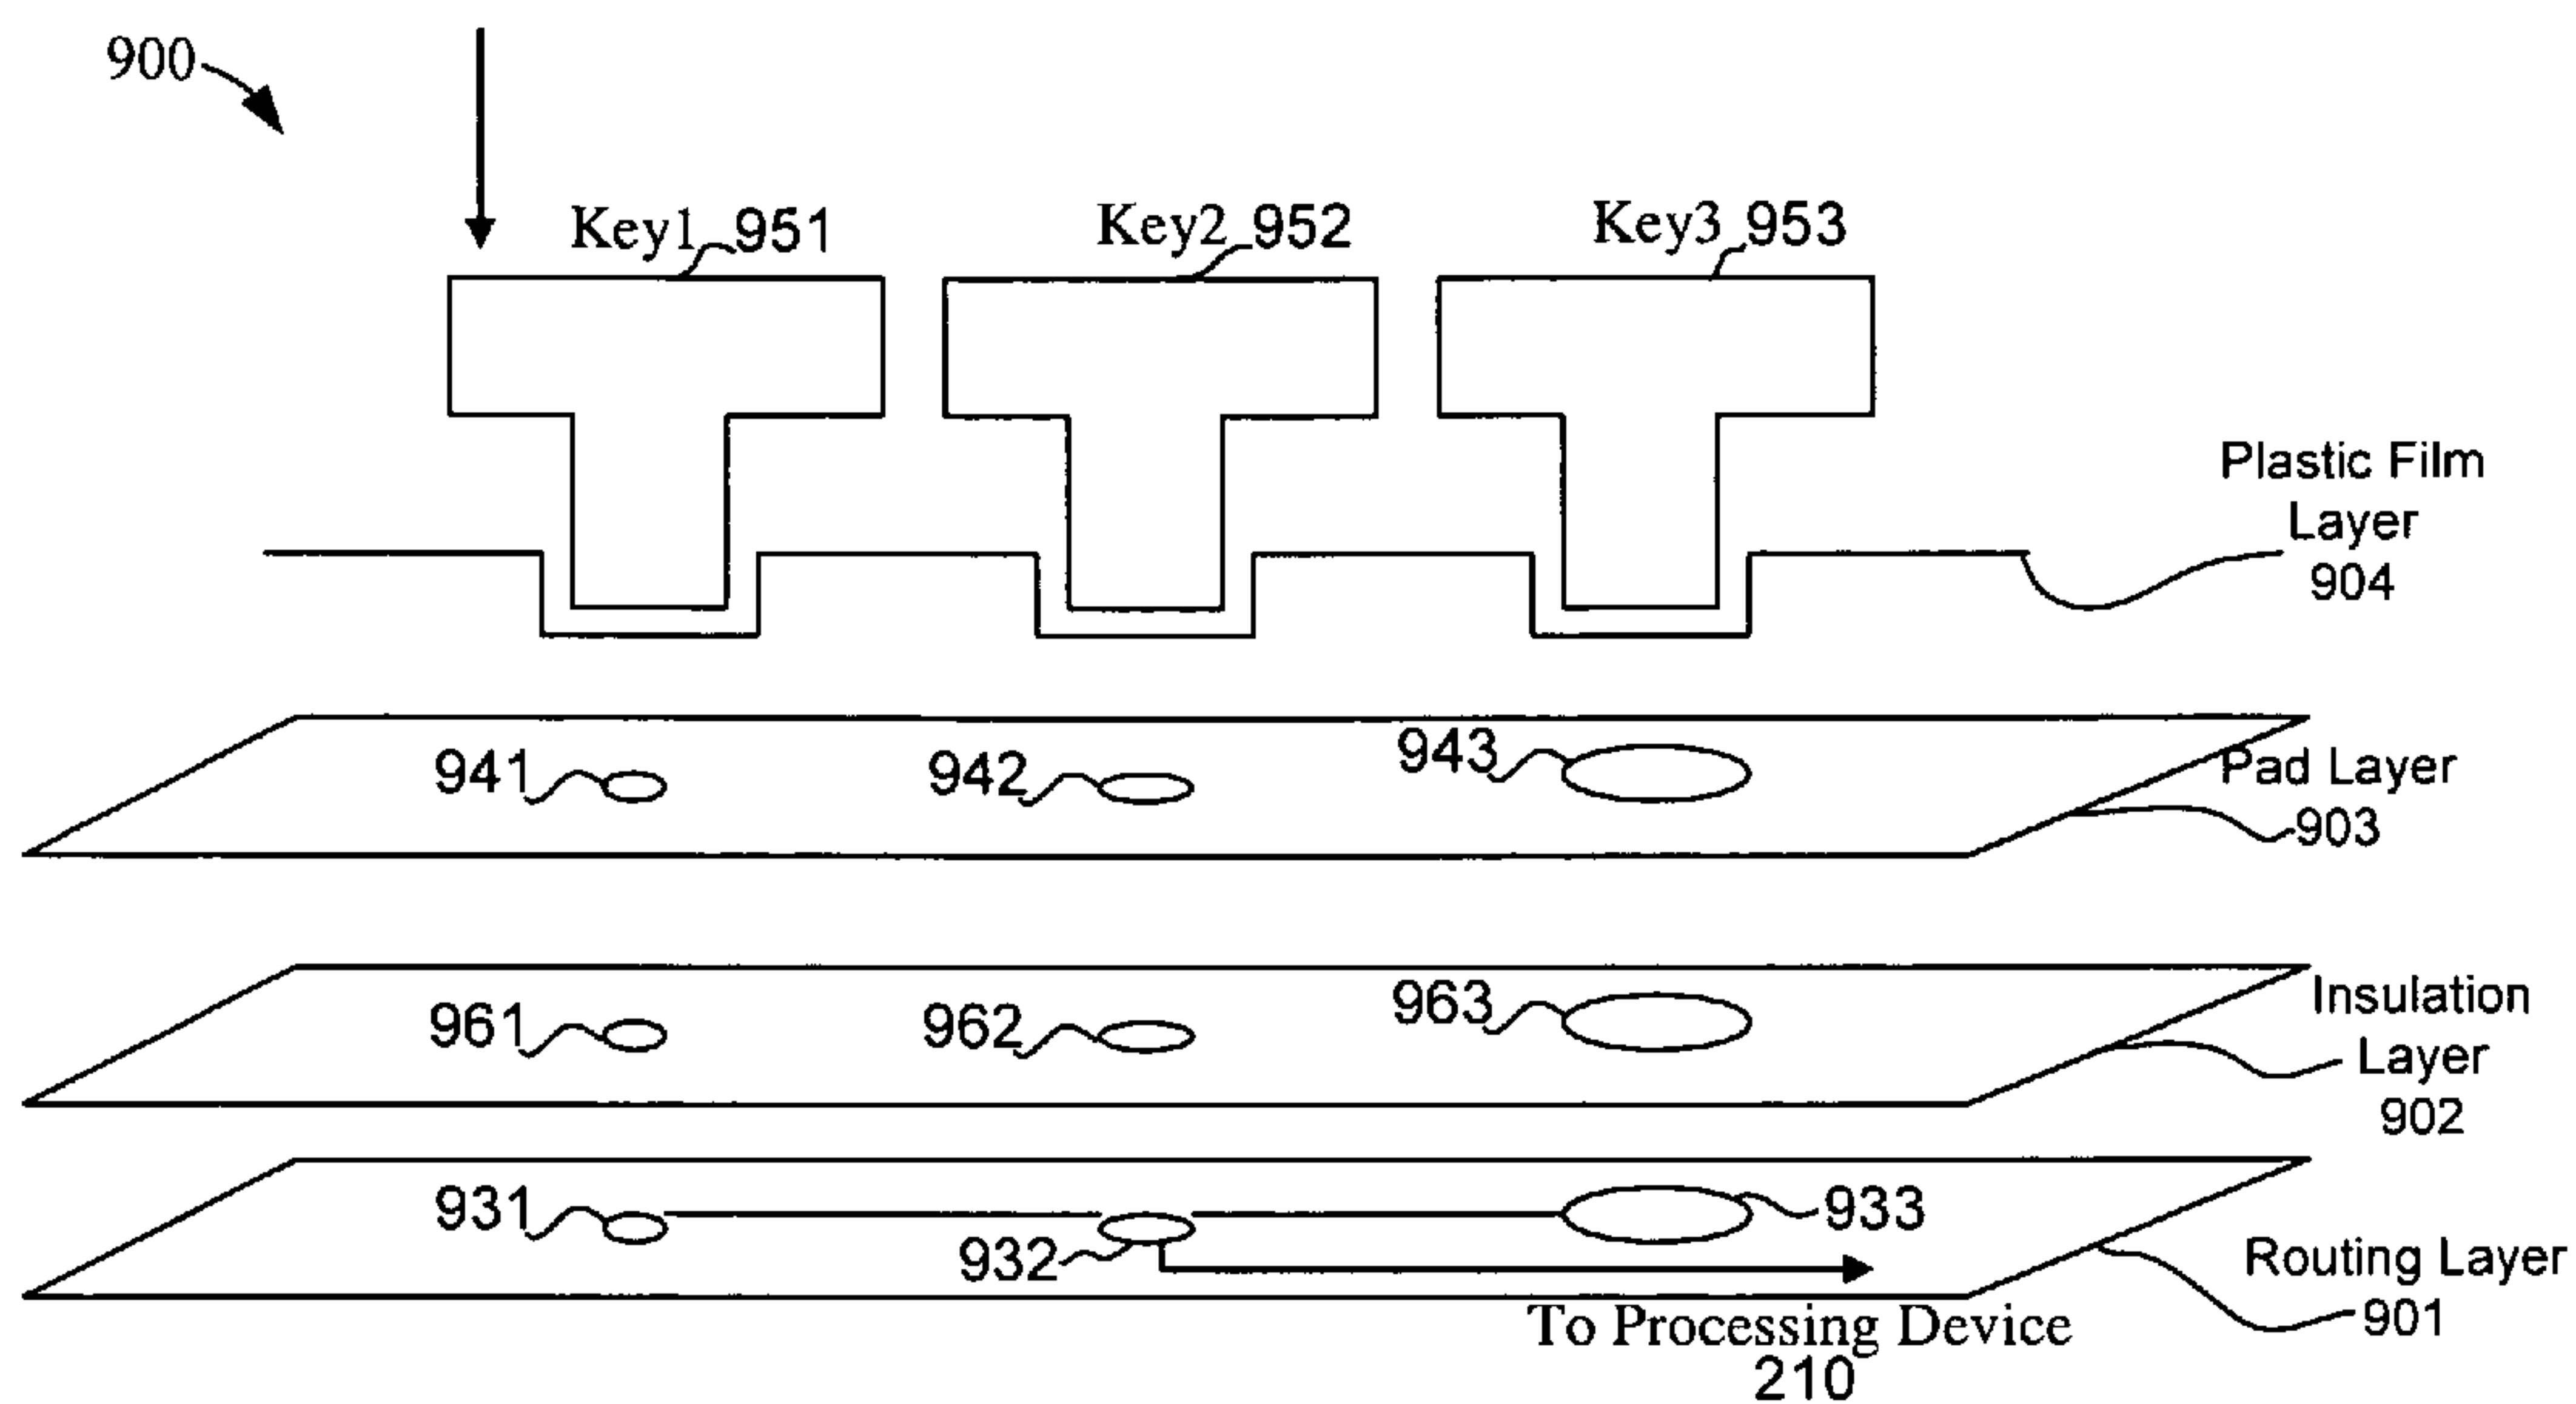 900
Key1 951
Key2 952
Key3 953
Plastic Film
Layer
904
941
942
943
Pad Layer
903
961
962
963
Insulation
Layer
902
931
932
933
Routing Layer
901
To Processing Device
210